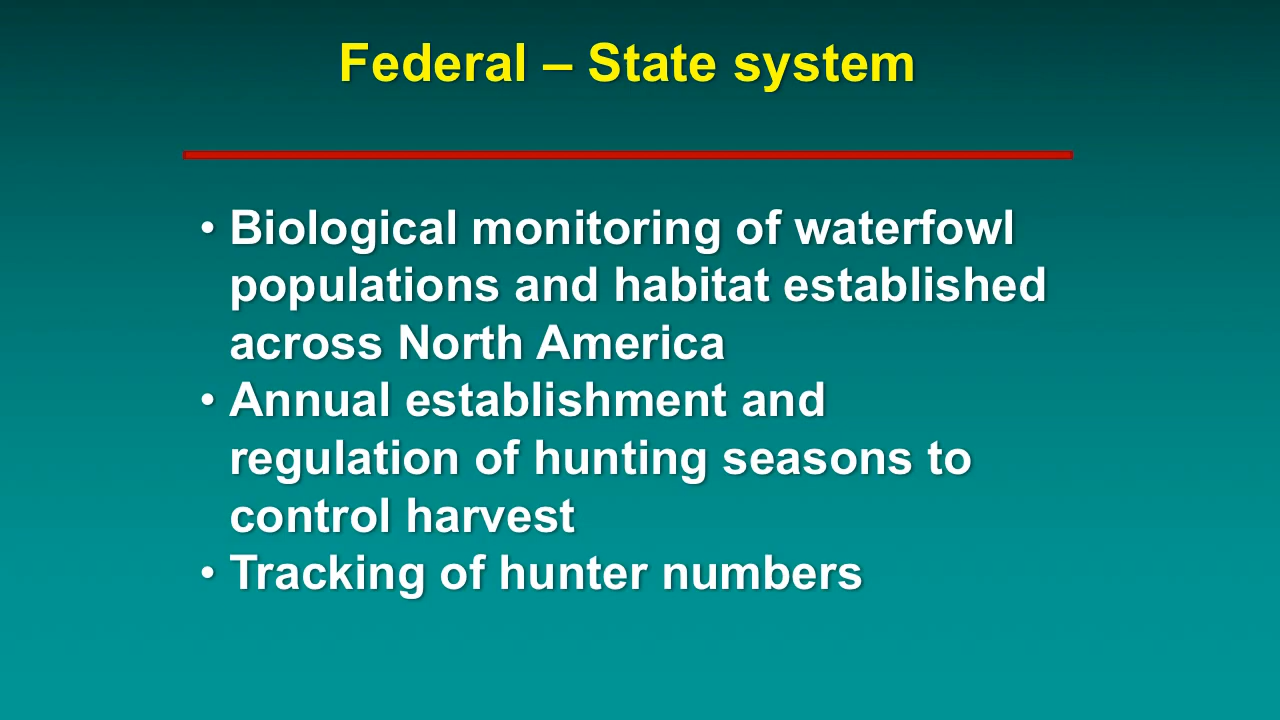 Federal – State system
• Biological monitoring of waterfowl
populations and habitat established
across North America
• Annual establishment and
regulation of hunting seasons to
control harvest
• Tracking of hunter numbers